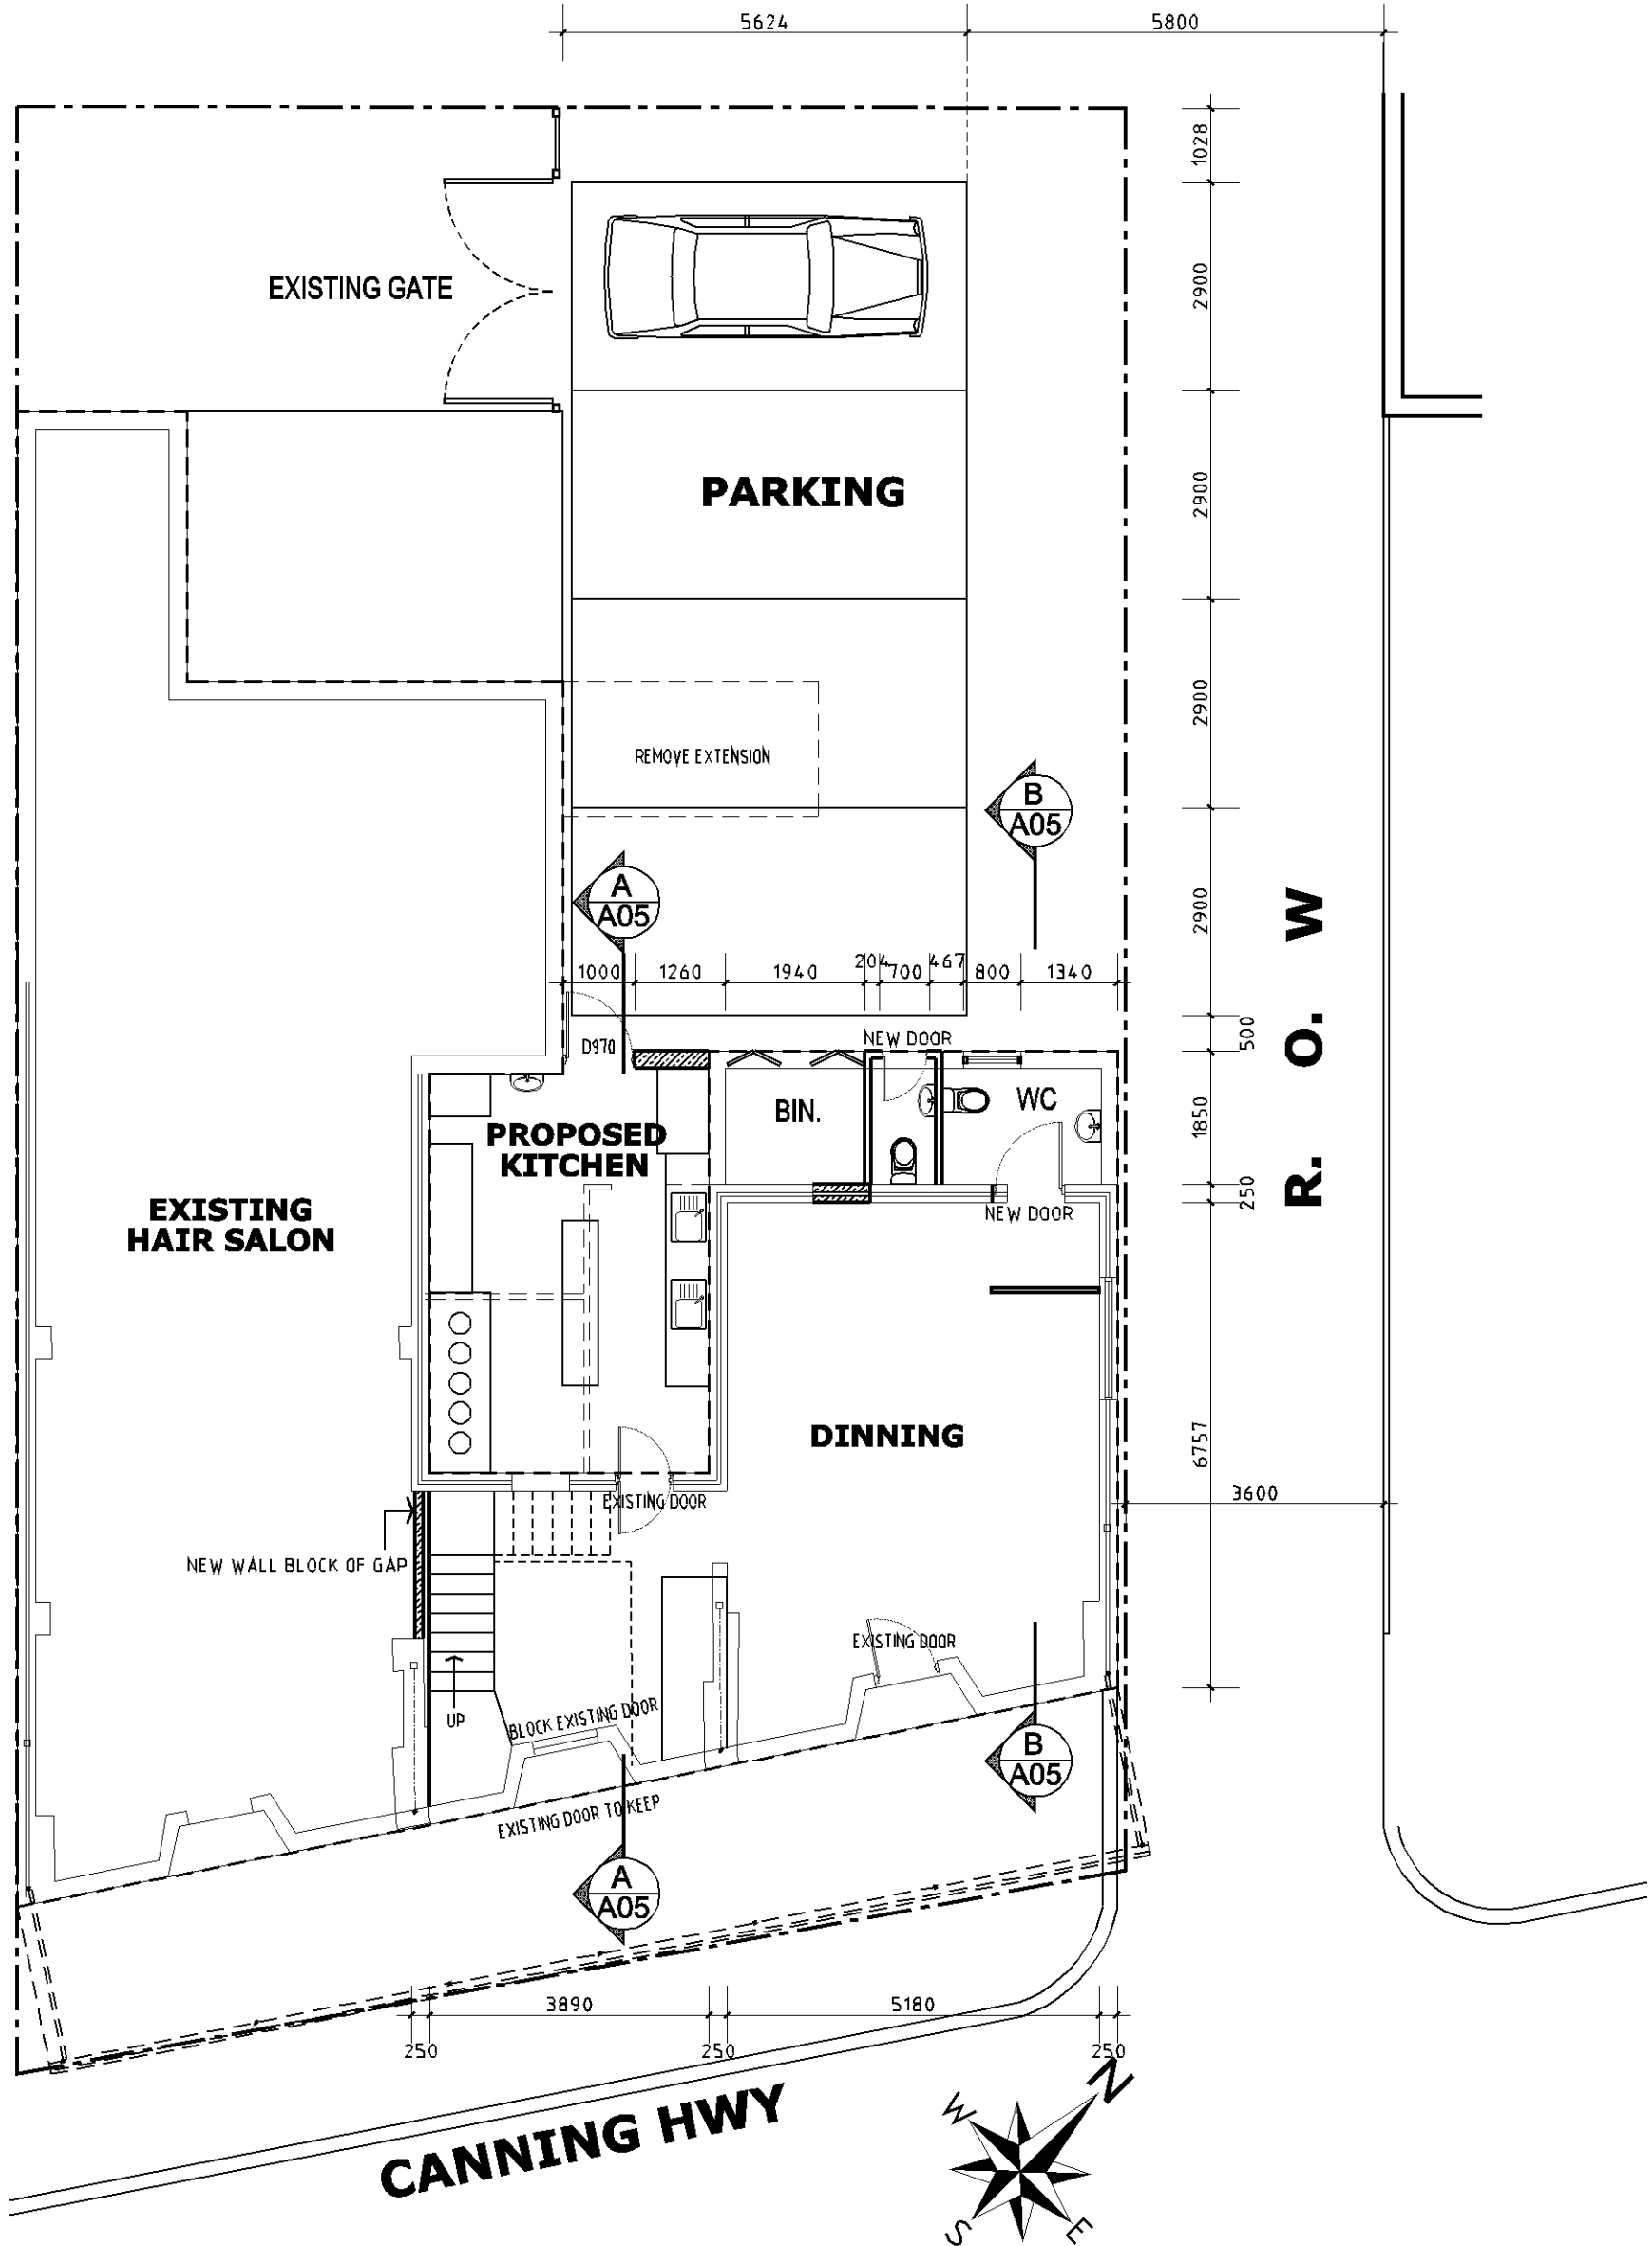 5624
5800
1028
2900
EXISTING GATE
2900
PARKING
2900
REMOVE EXTENSION
B
A05
A
A05
2900
R. O. W
1000
1260
1940
204
700
467
800
1340
500
D970
NEW DOOR
BIN.
WC
1850
PROPOSED
KITCHEN
250
EXISTING
HAIR SALON
NEW DOOR
DINNING
6757
3600
EXISTING DOOR
NEW WALL BLOCK OF GAP
EXISTING DOOR
UP
BLOCK EXISTING DOOR
B
A05
EXISTING DOOR TO KEEP
A
A05
3890
5180
250
250
250
CANNING HWY
N
W
S
E